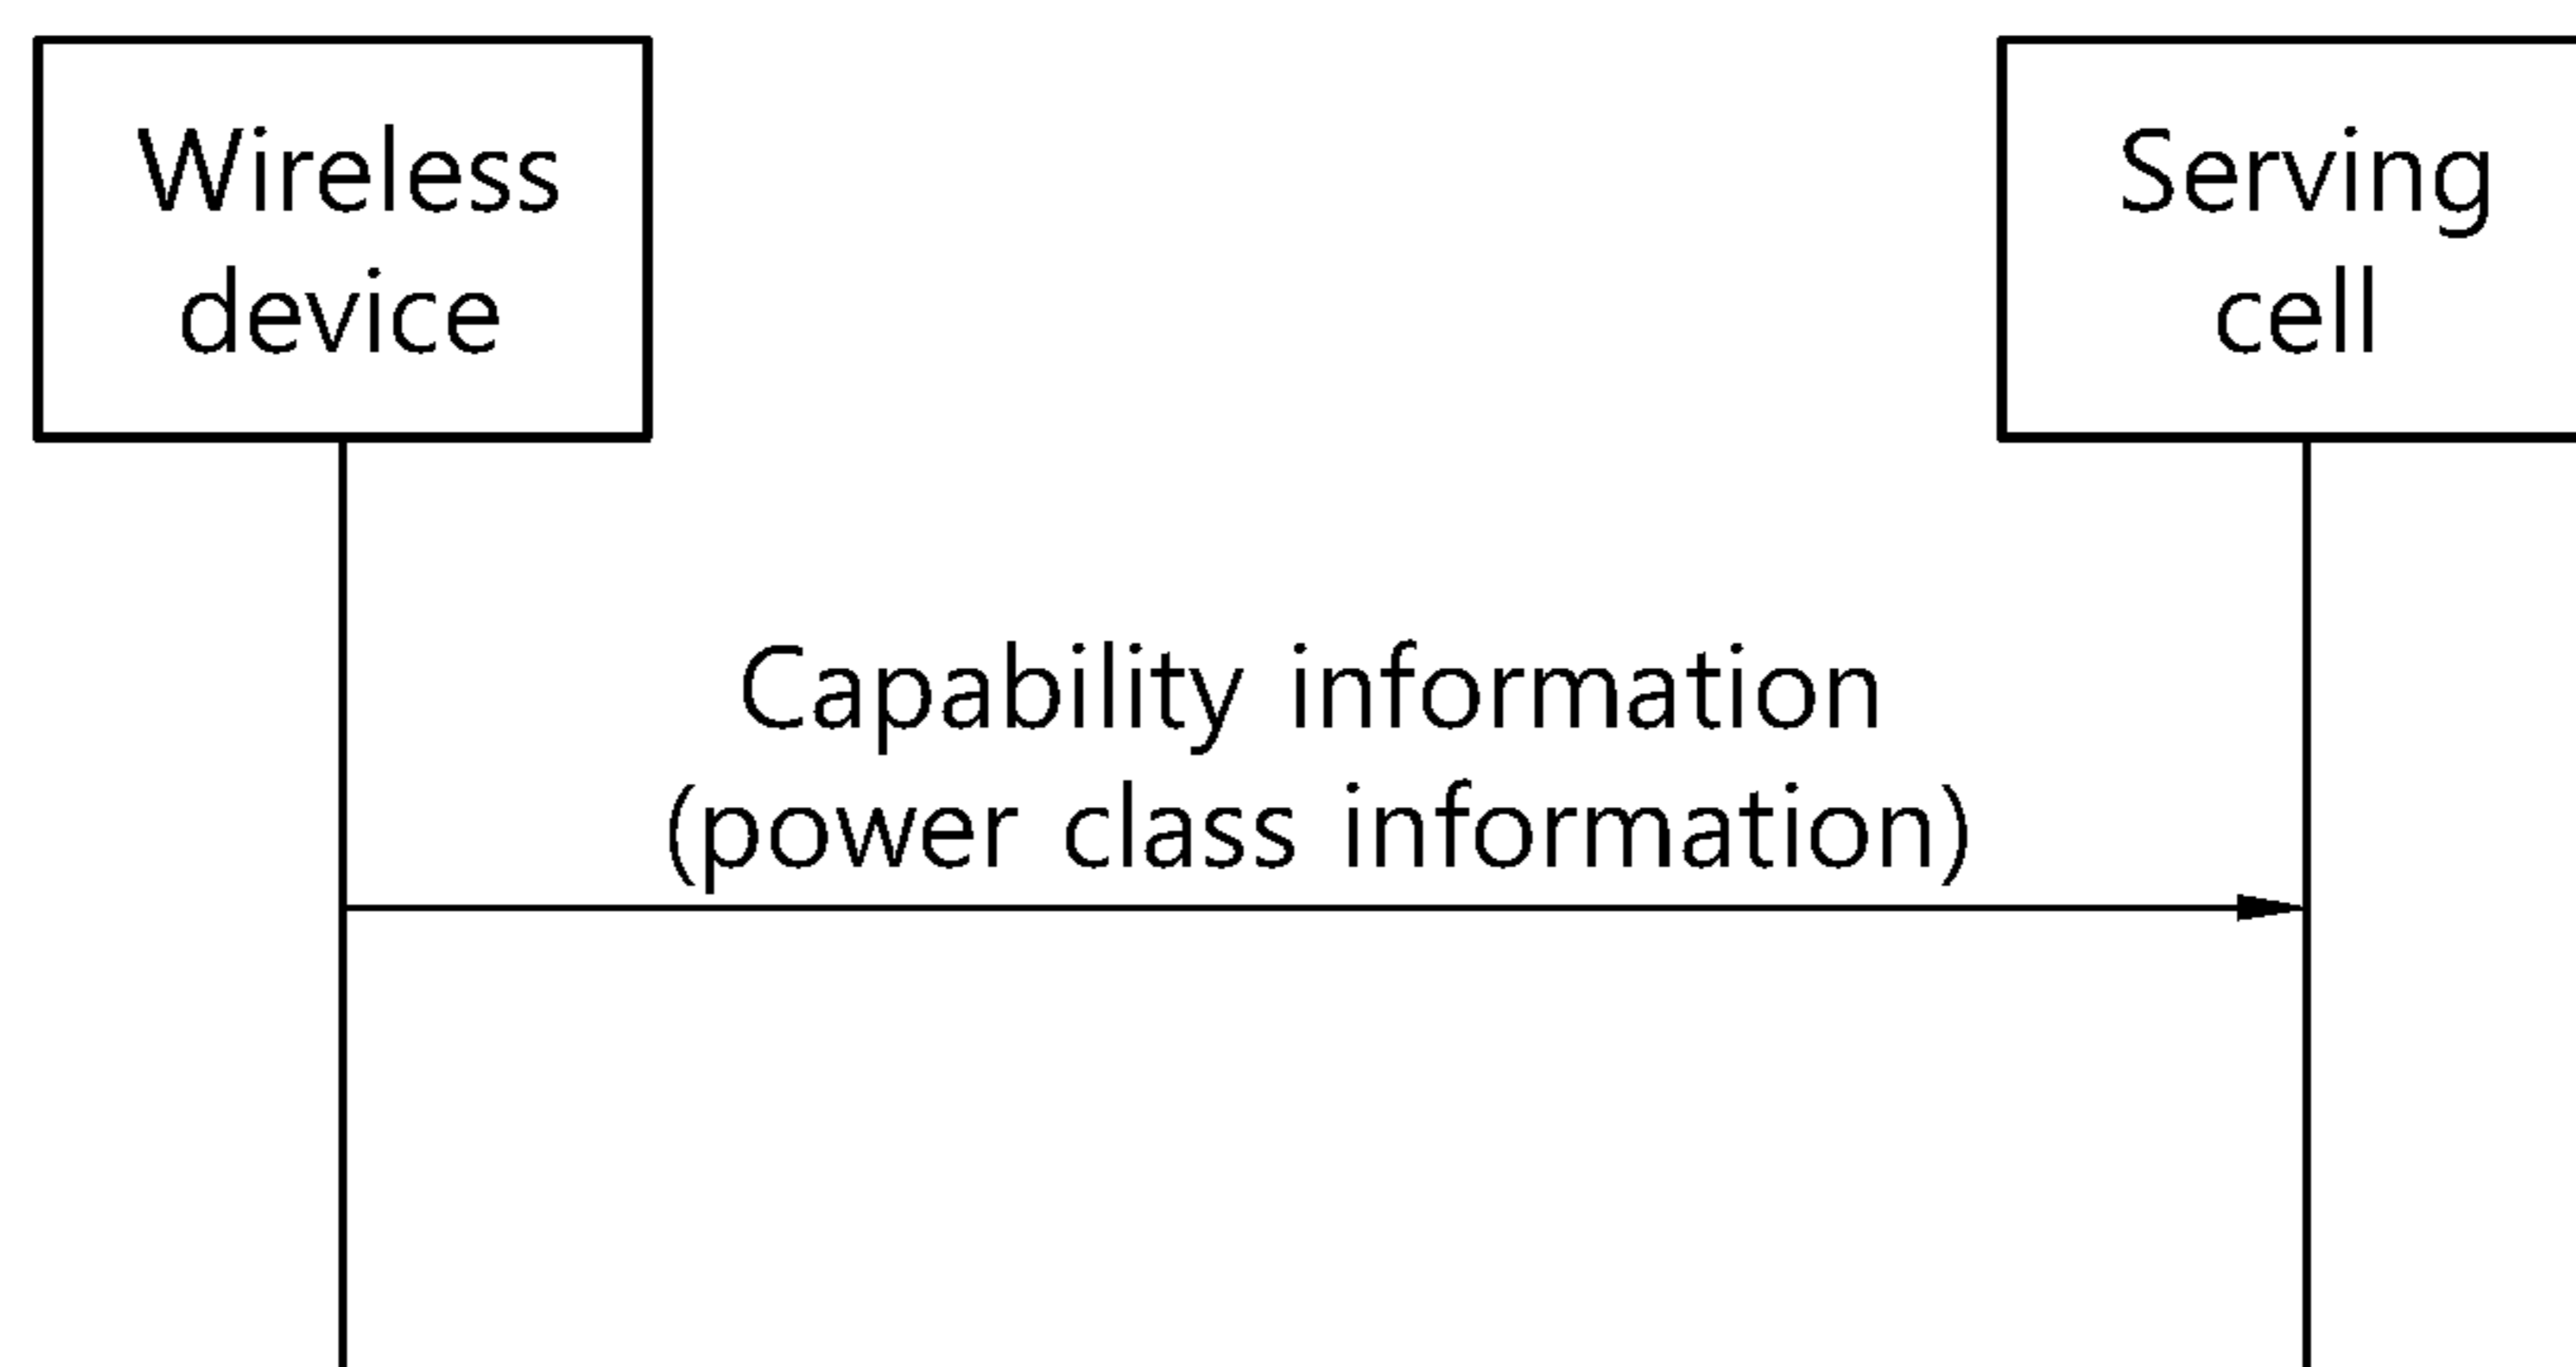 Wireless
device
Serving
cell
Capability information
(power class information)